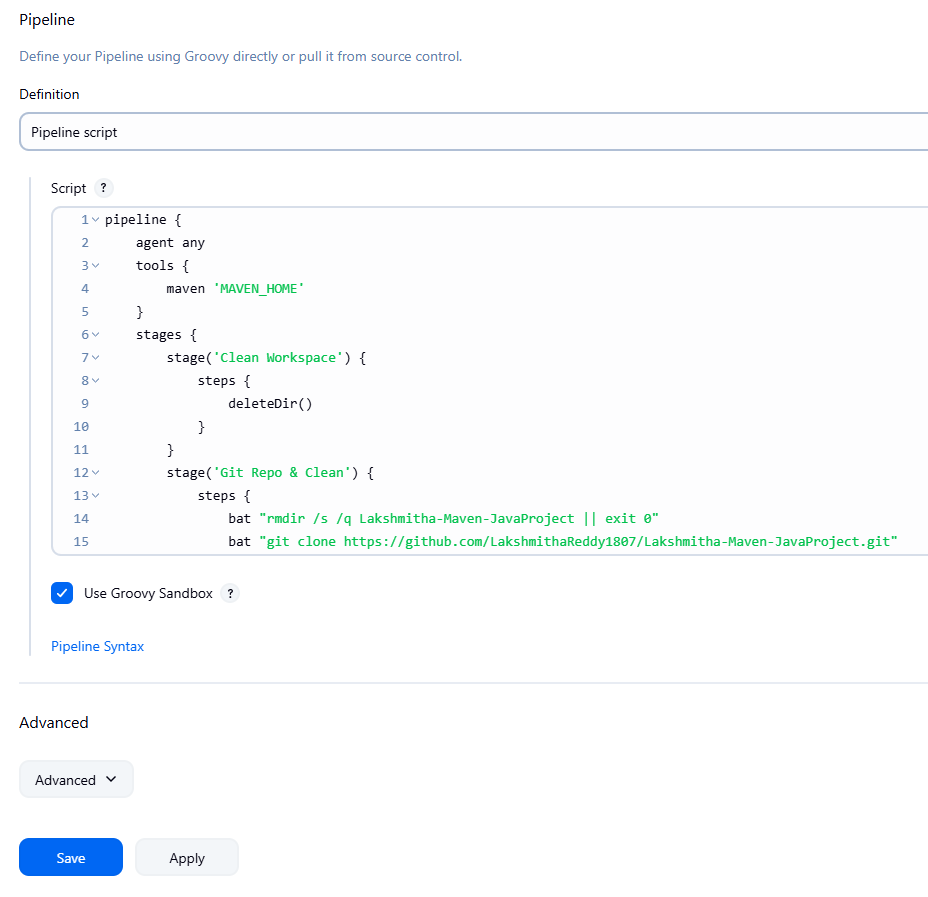 Pipeline
Define your Pipeline using Groovy directly or pull it from source control.
Definition
Pipeline script
Script ?
1 pipeline {
2     agent any
3     tools {
4         maven 'MAVEN_HOME'
5     }
6     stages {
7         stage('Clean Workspace') {
8             steps {
9                 deleteDir()
10             }
11         }
12         stage('Git Repo & Clean') {
13             steps {
14                 bat "rmdir /s /q Lakshmitha-Maven-JavaProject || exit 0"
15                 bat "git clone https://github.com/LakshmithaReddy1807/Lakshmitha-Maven-JavaProject.git"
Use Groovy Sandbox ?
Pipeline Syntax
Advanced
Advanced
Save Apply